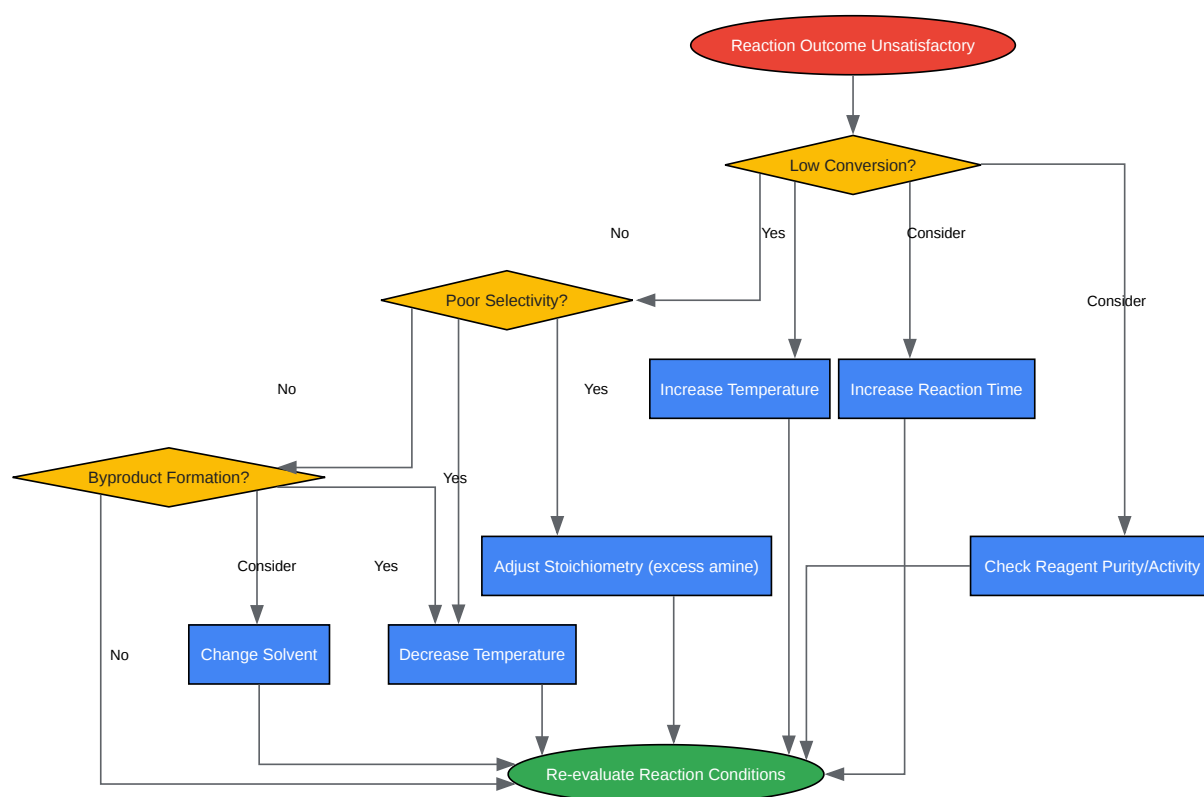 Reaction Outcome Unsatisfactory
Low Conversion?
No
Yes
Consider
Poor Selectivity?
Consider
No
Yes
Increase Temperature
Increase Reaction Time
Byproduct Formation?
Yes
Consider
Yes
Adjust Stoichiometry (excess amine)
Check Reagent Purity/Activity
No
Change Solvent
Decrease Temperature
Re-evaluate Reaction Conditions